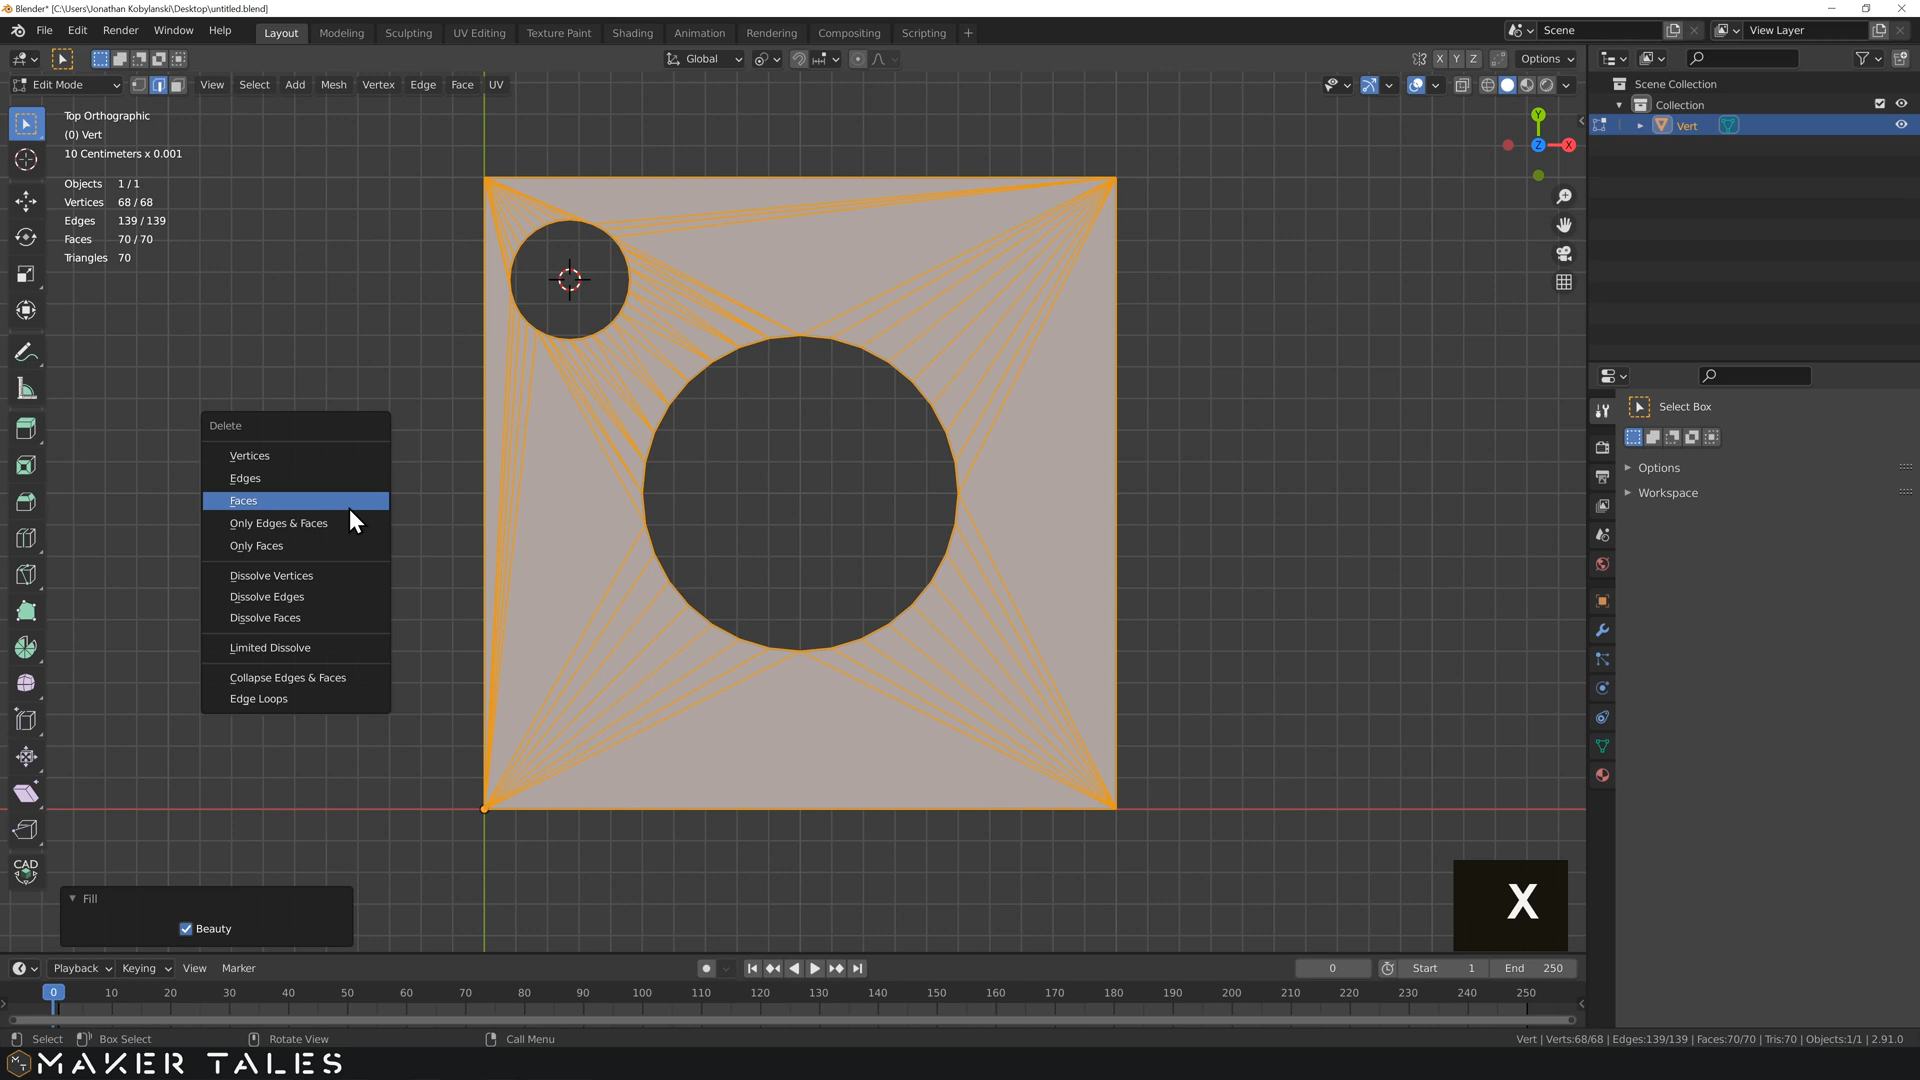 Blender* [C:\Users\Jonathan Kobylanski\Desktop\untitled.blend]
File Edit Render Window Help Layout Modeling Sculpting UV Editing Texture Paint Shading Animation Rendering Compositing Scripting + Scene View Layer
Global X Y Z Options
Edit Mode View Select Add Mesh Vertex Edge Face UV
Scene Collection
Collection
Vert
Top Orthographic
(0) Vert
10 Centimeters x 0.001
Objects 1/1
Vertices 68/68
Edges 139/139
Faces 70/70
Triangles 70
Y
Z
X
Delete
Vertices
Edges
Faces
Only Edges & Faces
Only Faces
Dissolve Vertices
Dissolve Edges
Dissolve Faces
Limited Dissolve
Collapse Edges & Faces
Edge Loops
Select Box
Options
Workspace
CAD
Fill
Beauty
X
Playback Keying View Marker 0 Start 1 End 250
0 10 20 30 40 50 60 70 80 90 100 110 120 130 140 150 160 170 180 190 200 210 220 230 240 250
Select Box Select Rotate View Call Menu Vert | Verts:68/68 | Edges:139/139 | Faces:70/70 | Tris:70 | Objects:1/1 | 2.91.0
MAKER TALES